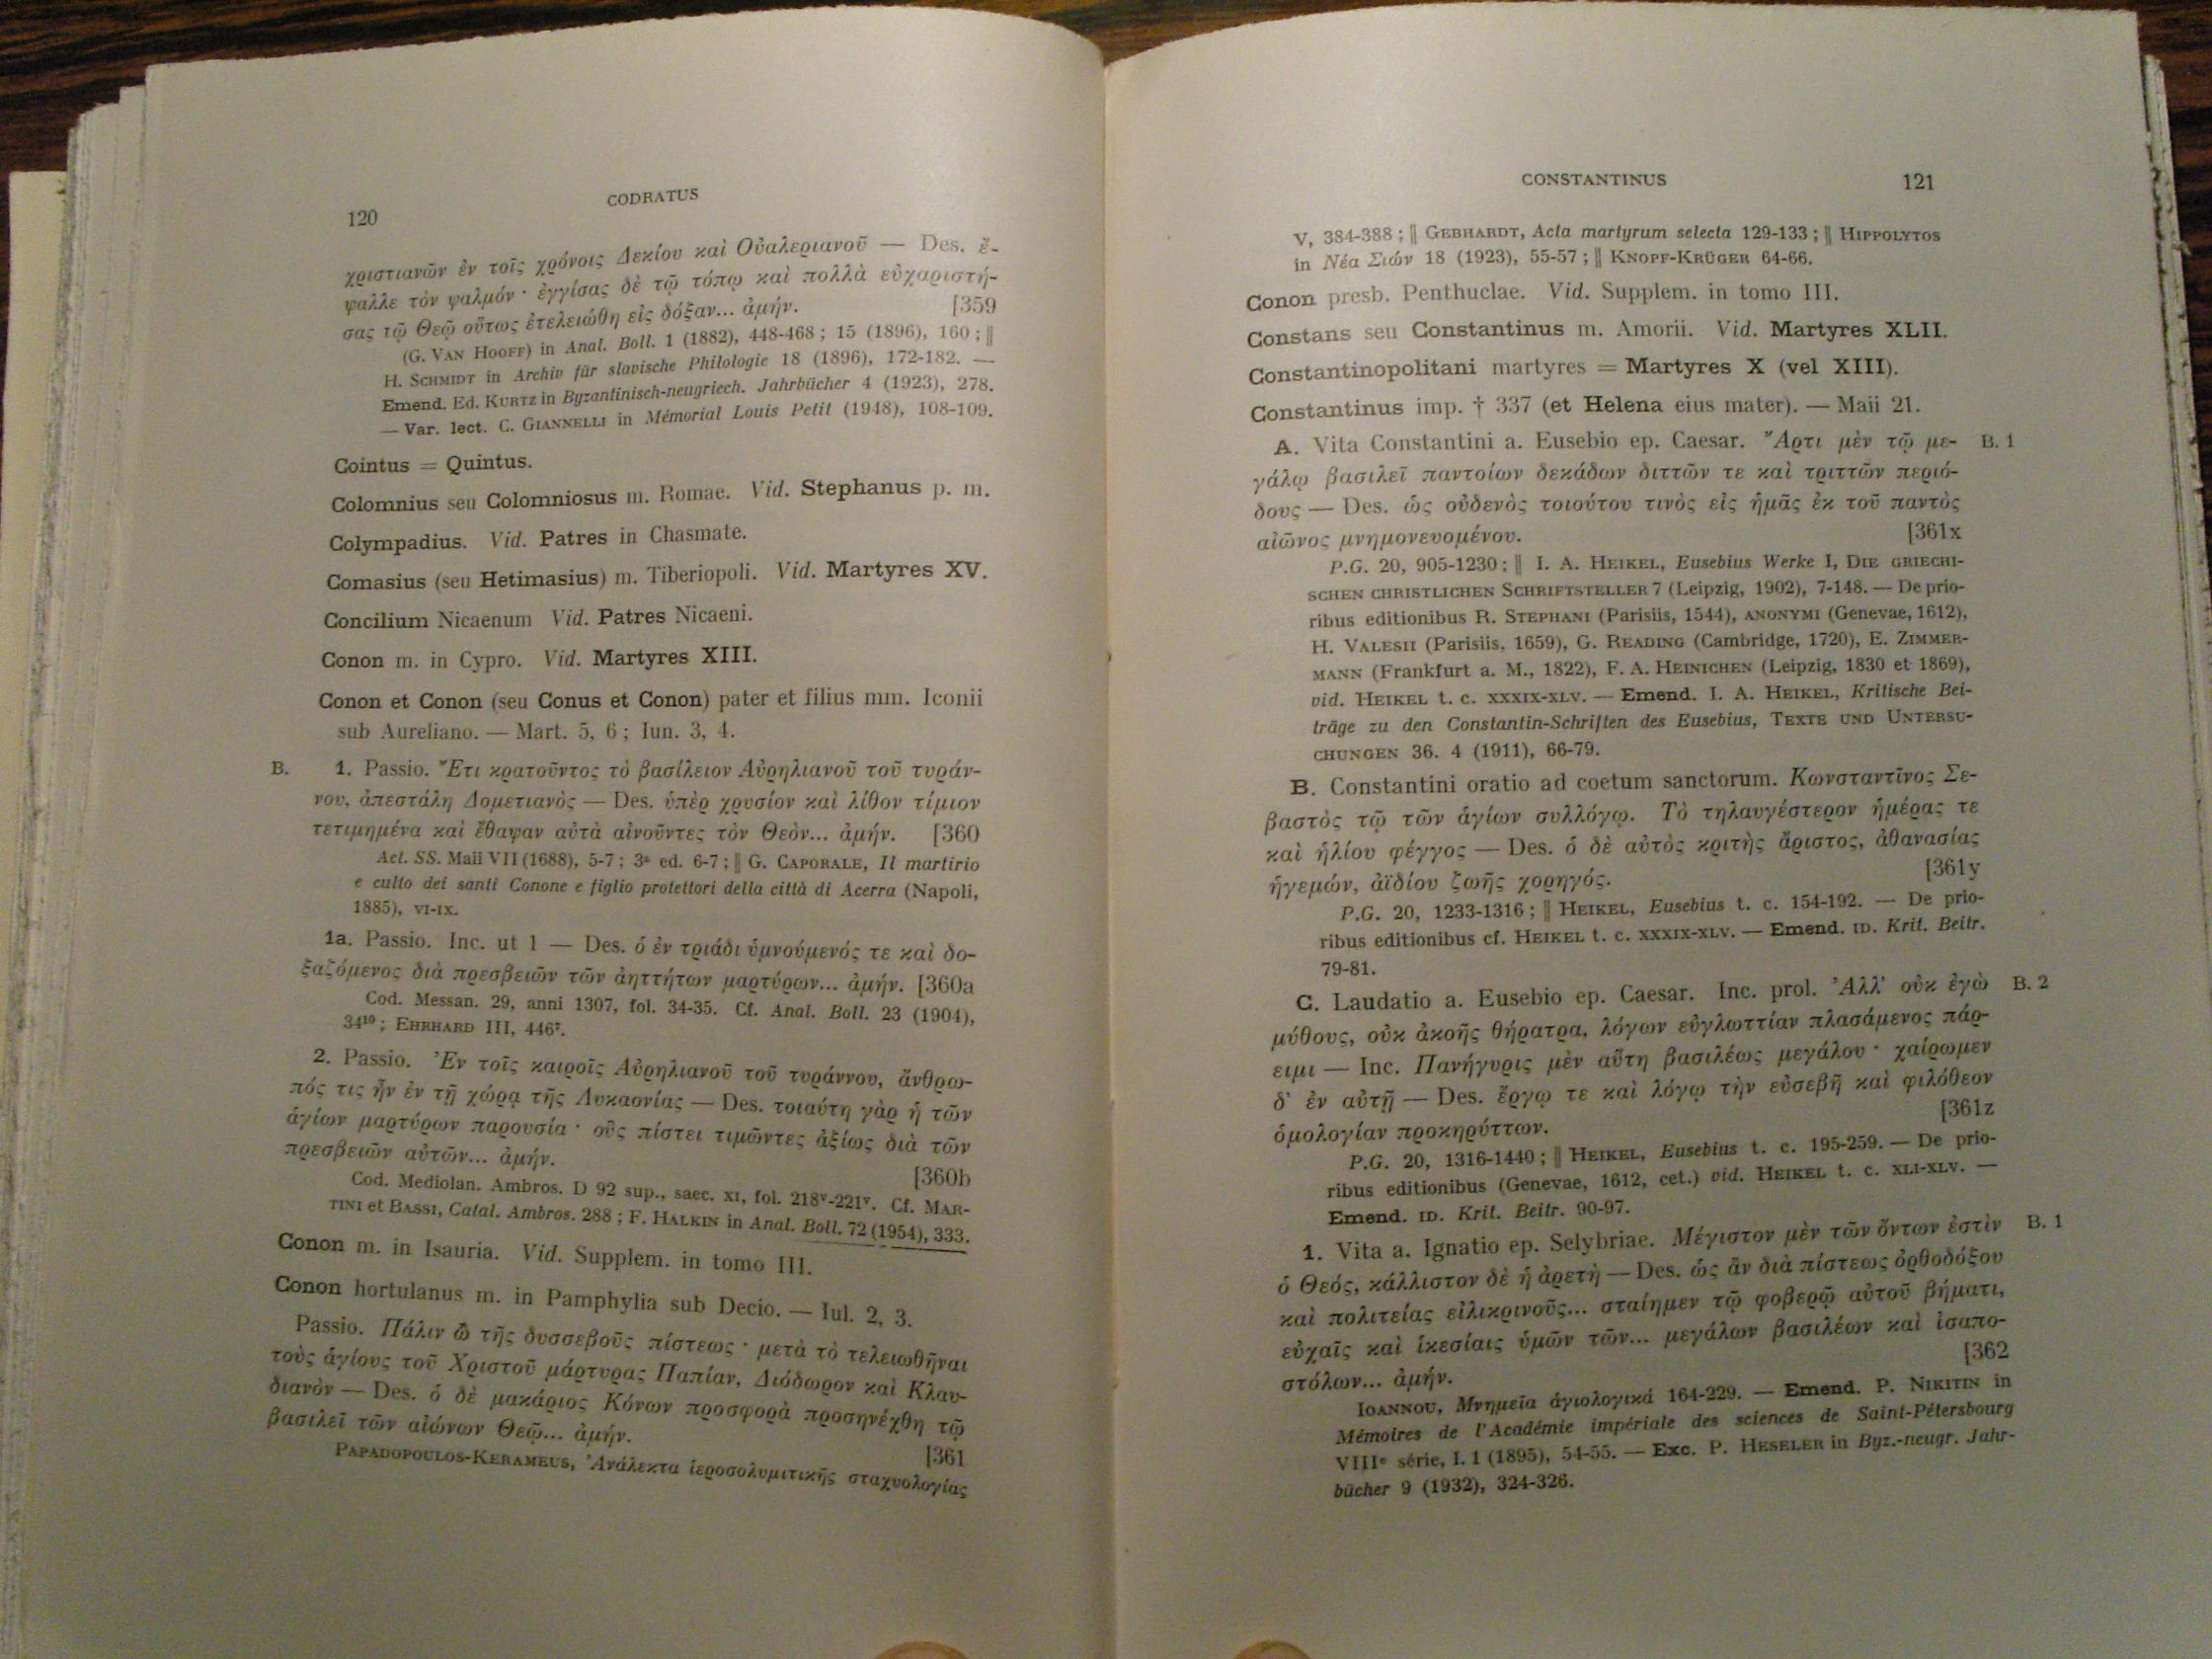 120
CODRATUS
χριστιανῶν ἐν τοῖς χρόνοις Δεκίου καὶ Οὐαλεριανοῦ — Des. ἔ-
ψαλλε τὸν ψαλμόν · ἐγγίσας δὲ τῷ τόπῳ καὶ πολλὰ εὐχαριστή-
σας τῷ Θεῷ οὕτως ἐτελειώθη εἰς δόξαν... ἀμήν. [359
(G. VAN HOOFF) in Anal. Boll. 1 (1882), 448-468 ; 15 (1896), 160 ; ||
H. SCHMIDT in Archiv für slavische Philologie 18 (1896), 172-182. —
Emend. Ed. KURTZ in Byzantinisch-neugriech. Jahrbücher 4 (1923), 278.
— Var. lect. C. GIANNELLI in Mémorial Louis Petit (1948), 108-109.
Cointus = Quintus.
Colomnius seu Colomniosus m. Romae. Vid. Stephanus p. m.
Colympadius. Vid. Patres in Chasmate.
Comasius (seu Hetimasius) m. Tiberiopoli. Vid. Martyres XV.
Concilium Nicaenum Vid. Patres Nicaeni.
Conon m. in Cypro. Vid. Martyres XIII.
Conon et Conon (seu Conus et Conon) pater et filius mm. Iconii
sub Aureliano. — Mart. 5, 6 ; Iun. 3, 4.
B. 1. Passio. Ἔτι κρατοῦντος τὸ βασίλειον Αὐρηλιανοῦ τοῦ τυράν-
νου, ἀπεστάλη Δομετιανὸς — Des. ὑπὲρ χρυσίον καὶ λίθον τίμιον
τετιμημένα καὶ ἔθαψαν αὐτὰ αἰνοῦντες τὸν Θεὸν... ἀμήν. [360
Act. SS. Maii VII (1688), 5-7 ; 3ª ed. 6-7 ; || G. CAPORALE, Il martirio
e culto dei santi Conone e figlio protettori della città di Acerra (Napoli,
1885), VI-IX.
1a. Passio. Inc. ut 1 — Des. ὁ ἐν τριάδι ὑμνούμενός τε καὶ δο-
ξαζόμενος διὰ πρεσβειῶν τῶν ἀηττήτων μαρτύρων... ἀμήν. [360a
Cod. Messan. 29, anni 1307, fol. 34-35. Cf. Anal. Boll. 23 (1904),
34¹⁹ ; EHRHARD III, 446⁷.
2. Passio. Ἐν τοῖς καιροῖς Αὐρηλιανοῦ τοῦ τυράννου, ἄνθρω-
πός τις ἦν ἐν τῇ χώρᾳ τῆς Λυκαονίας — Des. τοιαύτη γὰρ ἡ τῶν
ἁγίων μαρτύρων παρουσία · οὓς πίστει τιμῶντες ἀξίως διὰ τῶν
πρεσβειῶν αὐτῶν... ἀμήν. [360b
Cod. Mediolan. Ambros. D 92 sup., saec. XI, fol. 218ᵛ-221ᵛ. Cf. MAR-
TINI et BASSI, Catal. Ambros. 288 ; F. HALKIN in Anal. Boll. 72 (1954), 333.
Conon m. in Isauria. Vid. Supplem. in tomo III.
Conon hortulanus m. in Pamphylia sub Decio. — Iul. 2, 3.
Passio. Πάλιν ὢ τῆς δυσσεβοῦς πίστεως · μετὰ τὸ τελειωθῆναι
τοὺς ἁγίους τοῦ Χριστοῦ μάρτυρας Παπίαν, Διόδωρον καὶ Κλαυ-
διανὸν — Des. ὁ δὲ μακάριος Κόνων προσφορὰ προσηνέχθη τῷ
βασιλεῖ τῶν αἰώνων Θεῷ... ἀμήν. [361
PAPADOPOULOS-KERAMEUS, Ἀνάλεκτα ἱεροσολυμιτικῆς σταχυολογίας
CONSTANTINUS
121
V, 384-388 ; || GEBHARDT, Acta martyrum selecta 129-133 ; || HIPPOLYTOS
in Νέα Σιών 18 (1923), 55-57 ; || KNOPF-KRÜGER 64-66.
Conon presb. Penthuclae. Vid. Supplem. in tomo III.
Constans seu Constantinus m. Amorii. Vid. Martyres XLII.
Constantinopolitani martyres = Martyres X (vel XIII).
Constantinus imp. † 337 (et Helena eius mater). — Maii 21.
A. Vita Constantini a. Eusebio ep. Caesar. Ἄρτι μὲν τῷ με- B. 1
γάλῳ βασιλεῖ παντοίων δεκάδων διττῶν τε καὶ τριττῶν περιό-
δους — Des. ὡς οὐδενὸς τοιούτου τινὸς εἰς ἡμᾶς ἐκ τοῦ παντὸς
αἰῶνος μνημονευομένου. [361x
P.G. 20, 905-1230 ; || I. A. HEIKEL, Eusebius Werke I, DIE GRIECHI-
SCHEN CHRISTLICHEN SCHRIFTSTELLER 7 (Leipzig, 1902), 7-148. — De prio-
ribus editionibus R. STEPHANI (Parisiis, 1544), ANONYMI (Genevae, 1612),
H. VALESII (Parisiis, 1659), G. READING (Cambridge, 1720), E. ZIMMER-
MANN (Frankfurt a. M., 1822), F. A. HEINICHEN (Leipzig, 1830 et 1869),
vid. HEIKEL t. c. XXXIX-XLV. — Emend. I. A. HEIKEL, Kritische Bei-
träge zu den Constantin-Schriften des Eusebius, TEXTE UND UNTERSU-
CHUNGEN 36. 4 (1911), 66-79.
B. Constantini oratio ad coetum sanctorum. Κωνσταντῖνος Σε-
βαστὸς τῷ τῶν ἁγίων συλλόγῳ. Τὸ τηλαυγέστερον ἡμέρας τε
καὶ ἡλίου φέγγος — Des. ὁ δὲ αὐτὸς κριτὴς ἄριστος, ἀθανασίας
ἡγεμών, ἀϊδίου ζωῆς χορηγός. [361y
P.G. 20, 1233-1316 ; || HEIKEL, Eusebius t. c. 154-192. — De prio-
ribus editionibus cf. HEIKEL t. c. XXXIX-XLV. — Emend. ID. Krit. Beitr.
79-81.
C. Laudatio a. Eusebio ep. Caesar. Inc. prol. Ἀλλ' οὐκ ἐγὼ B. 2
μύθους, οὐκ ἀκοῆς θήρατρα, λόγων εὐγλωττίαν πλασάμενος πάρ-
ειμι — Inc. Πανήγυρις μὲν αὕτη βασιλέως μεγάλου · χαίρωμεν
δ' ἐν αὐτῇ — Des. ἔργῳ τε καὶ λόγῳ τὴν εὐσεβῆ καὶ φιλόθεον
ὁμολογίαν προκηρύττων. [361z
P.G. 20, 1316-1440 ; || HEIKEL, Eusebius t. c. 195-259. — De prio-
ribus editionibus (Genevae, 1612, cet.) vid. HEIKEL t. c. XLI-XLV. —
Emend. ID. Krit. Beitr. 90-97.
1. Vita a. Ignatio ep. Selybriae. Μέγιστον μὲν τῶν ὄντων ἐστὶν B. 1
ὁ Θεός, κάλλιστον δὲ ἡ ἀρετὴ — Des. ὡς ἂν διὰ πίστεως ὀρθοδόξου
καὶ πολιτείας εἰλικρινοῦς... σταίημεν τῷ φοβερῷ αὐτοῦ βήματι,
εὐχαῖς καὶ ἱκεσίαις ὑμῶν τῶν... μεγάλων βασιλέων καὶ ἰσαπο-
στόλων... ἀμήν. [362
IOANNOU, Μνημεῖα ἁγιολογικά 164-229. — Emend. P. NIKITIN in
Mémoires de l'Académie impériale des sciences de Saint-Pétersbourg
VIIIᵉ série, I. 1 (1895), 54-55. — Exc. P. HESELER in Byz.-neugr. Jahr-
bücher 9 (1932), 324-326.